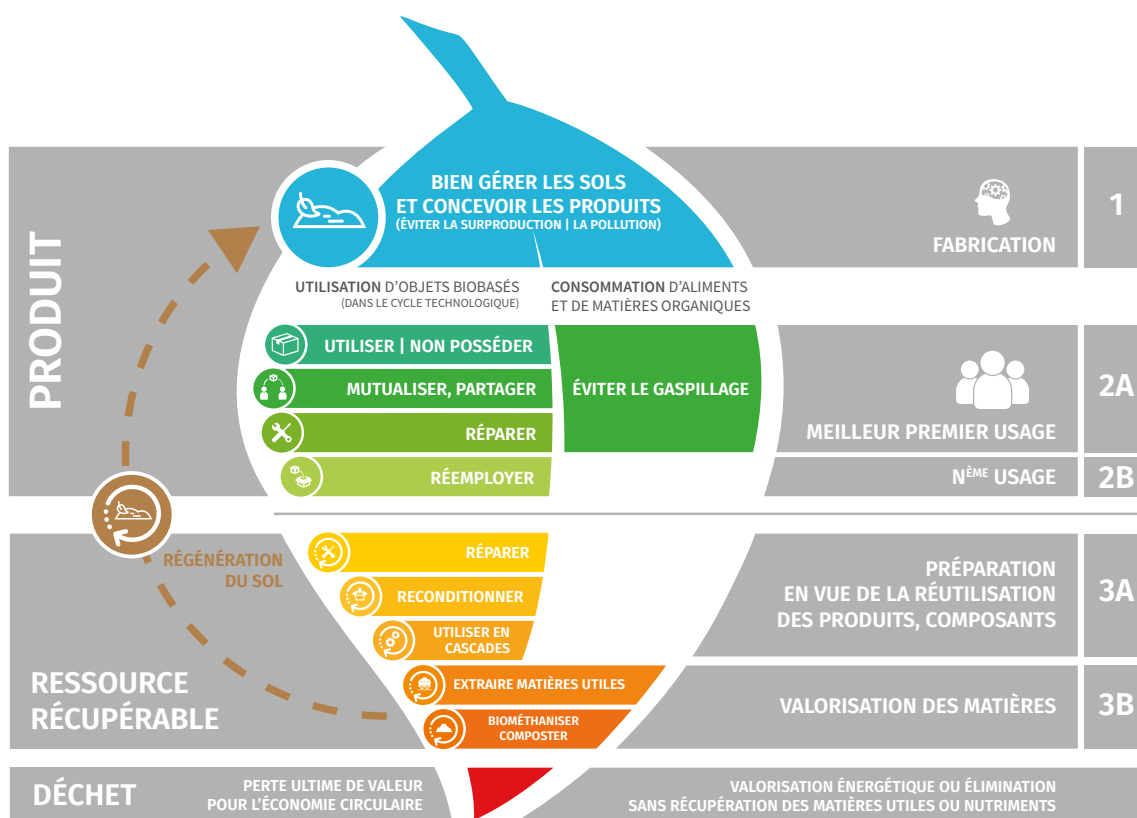 PRODUIT
BIEN GÉRER LES SOLS
ET CONCEVOIR LES PRODUITS
(ÉVITER LA SURPRODUCTION | LA POLLUTION)
FABRICATION
1
UTILISATION D'OBJETS BIOBASÉS
(DANS LE CYCLE TECHNOLOGIQUE)
CONSOMMATION D'ALIMENTS
ET DE MATIÈRES ORGANIQUES
UTILISER | NON POSSÉDER
MUTUALISER, PARTAGER
RÉPARER
ÉVITER LE GASPILLAGE
MEILLEUR PREMIER USAGE
2A
RÉEMPLOYER
NÈME USAGE
2B
RÉGÉNÉRATION
DU SOL
RESSOURCE
RÉCUPÉRABLE
RÉPARER
RECONDITIONNER
UTILISER EN
CASCADES
PRÉPARATION
EN VUE DE LA RÉUTILISATION
DES PRODUITS, COMPOSANTS
3A
EXTRAIRE MATIÈRES UTILES
BIOMÉTHANISER
COMPOSTER
VALORISATION DES MATIÈRES
3B
DÉCHET
PERTE ULTIME DE VALEUR
POUR L'ÉCONOMIE CIRCULAIRE
VALORISATION ÉNERGÉTIQUE OU ÉLIMINATION
SANS RÉCUPÉRATION DES MATIÈRES UTILES OU NUTRIMENTS